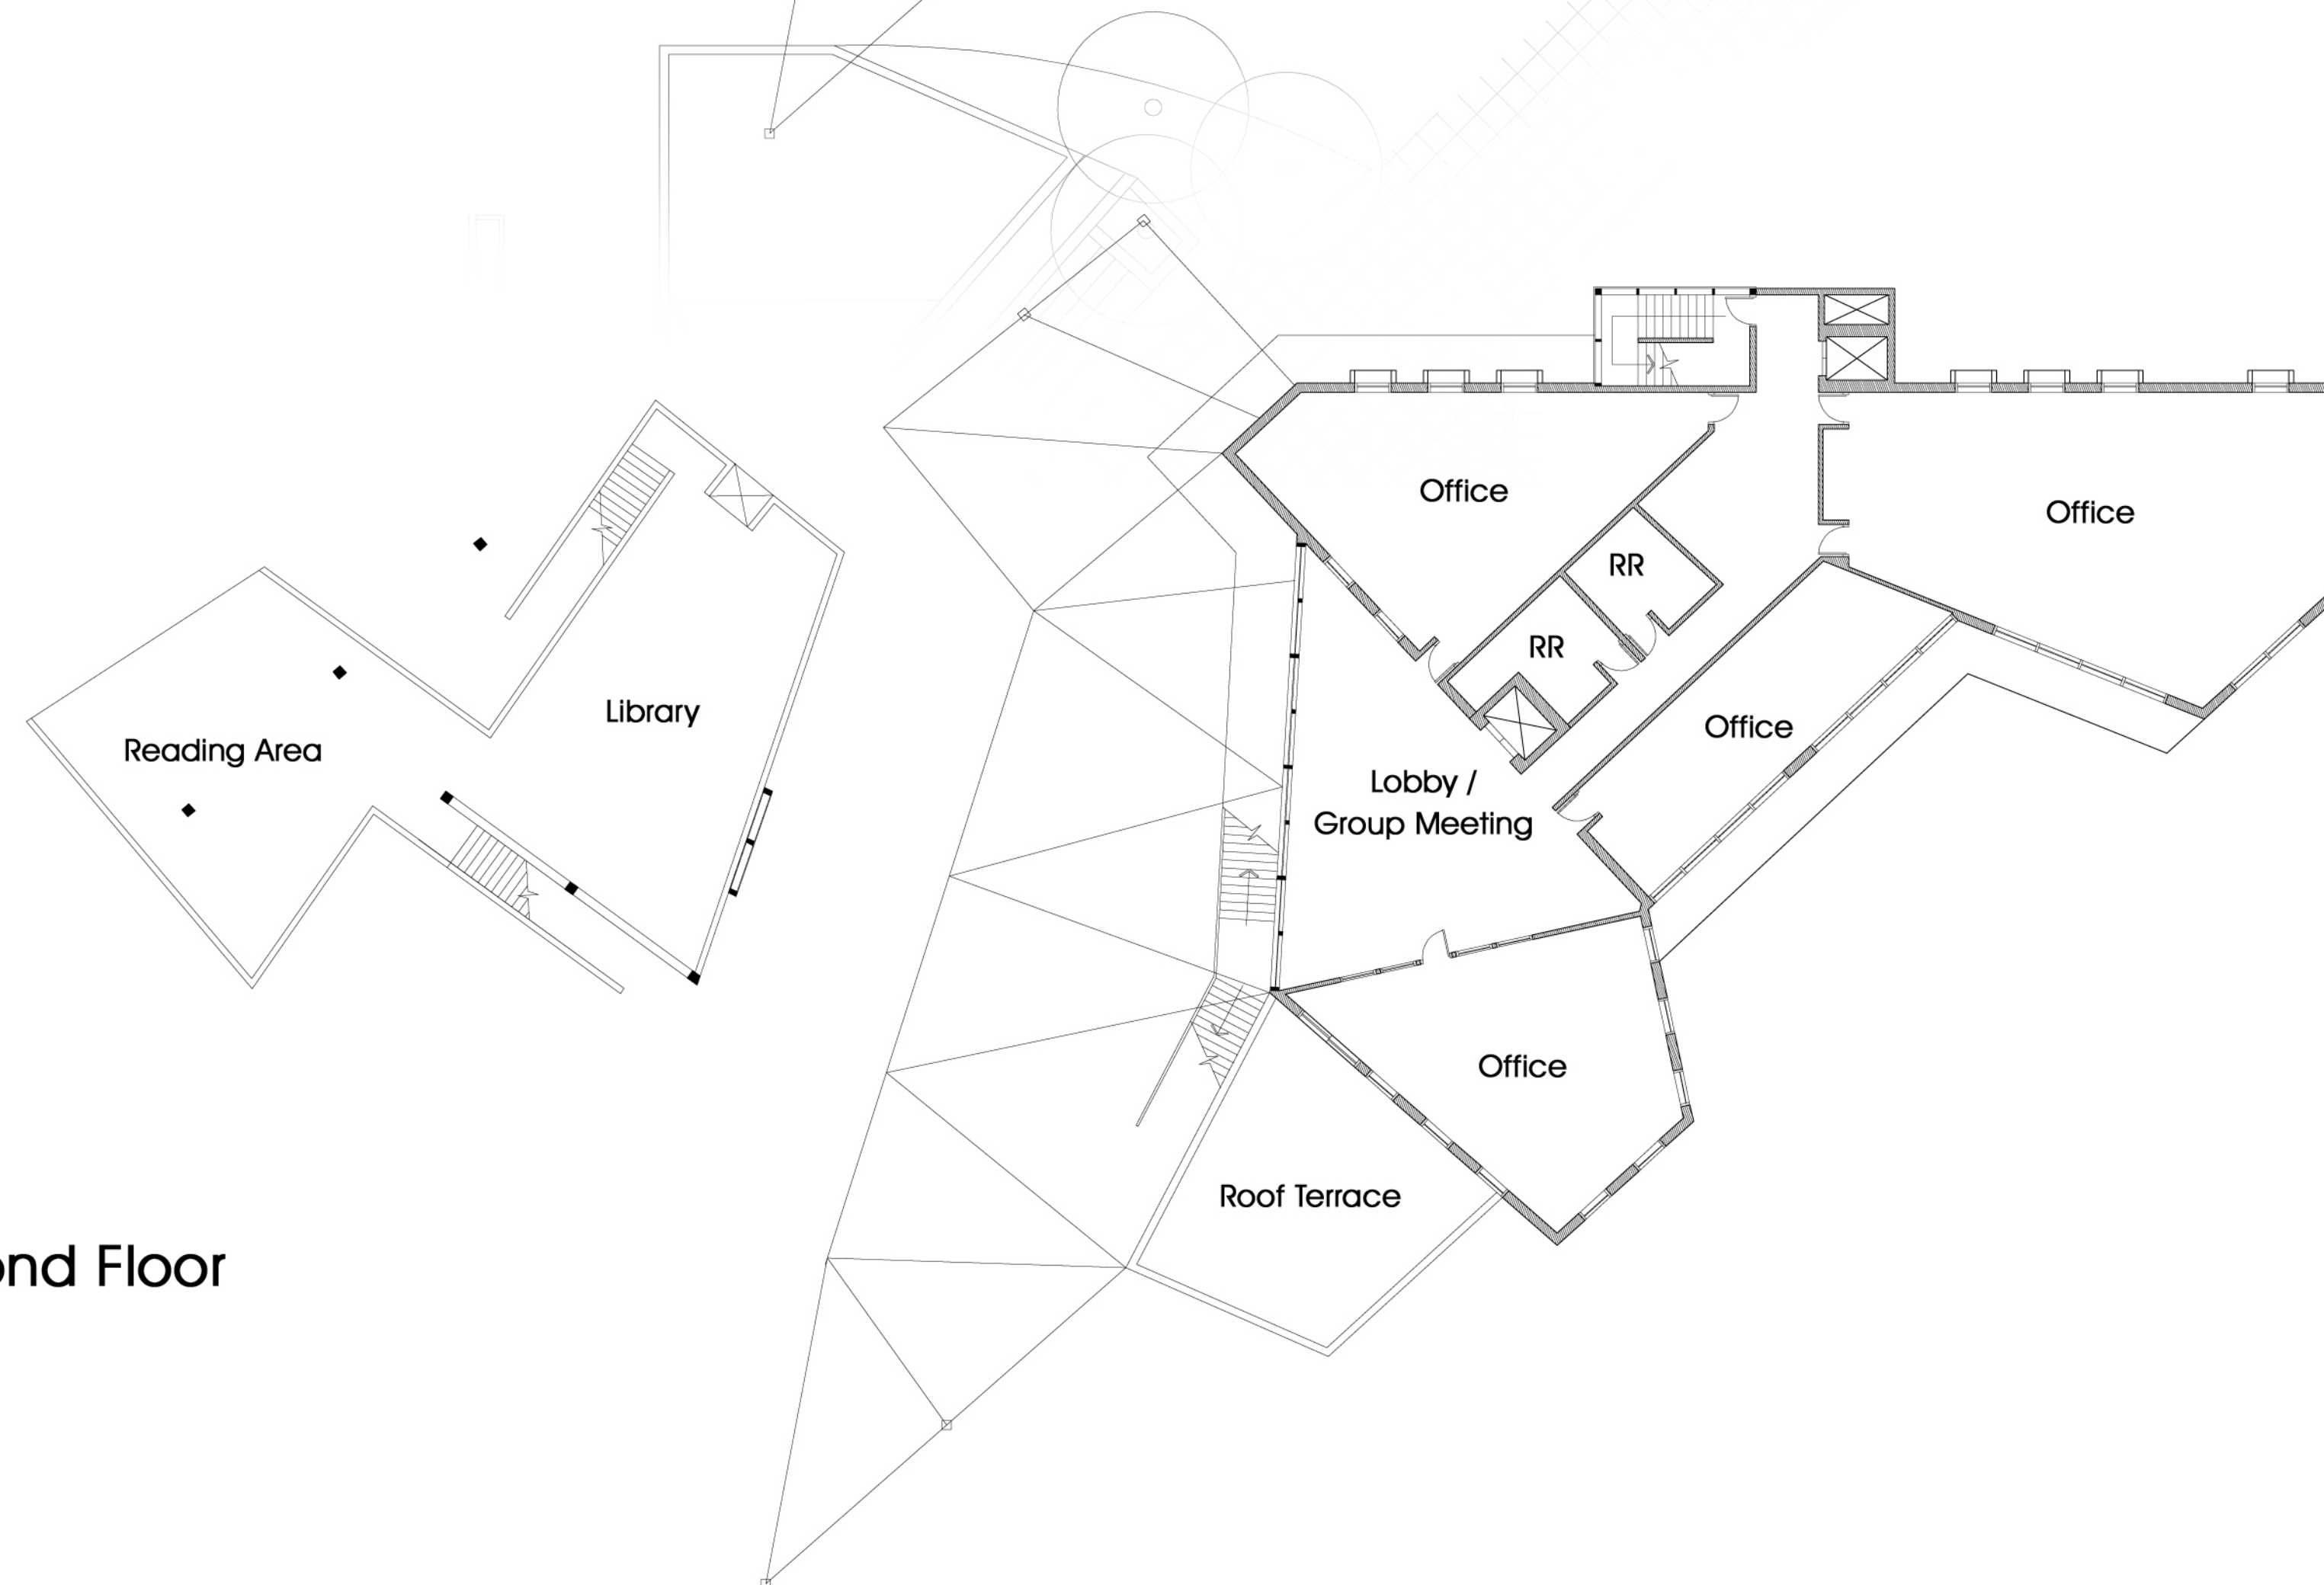 Office
Office
RR
RR
Library
Office
Reading Area
Lobby /
Group Meeting
Office
Roof Terrace
ond Floor